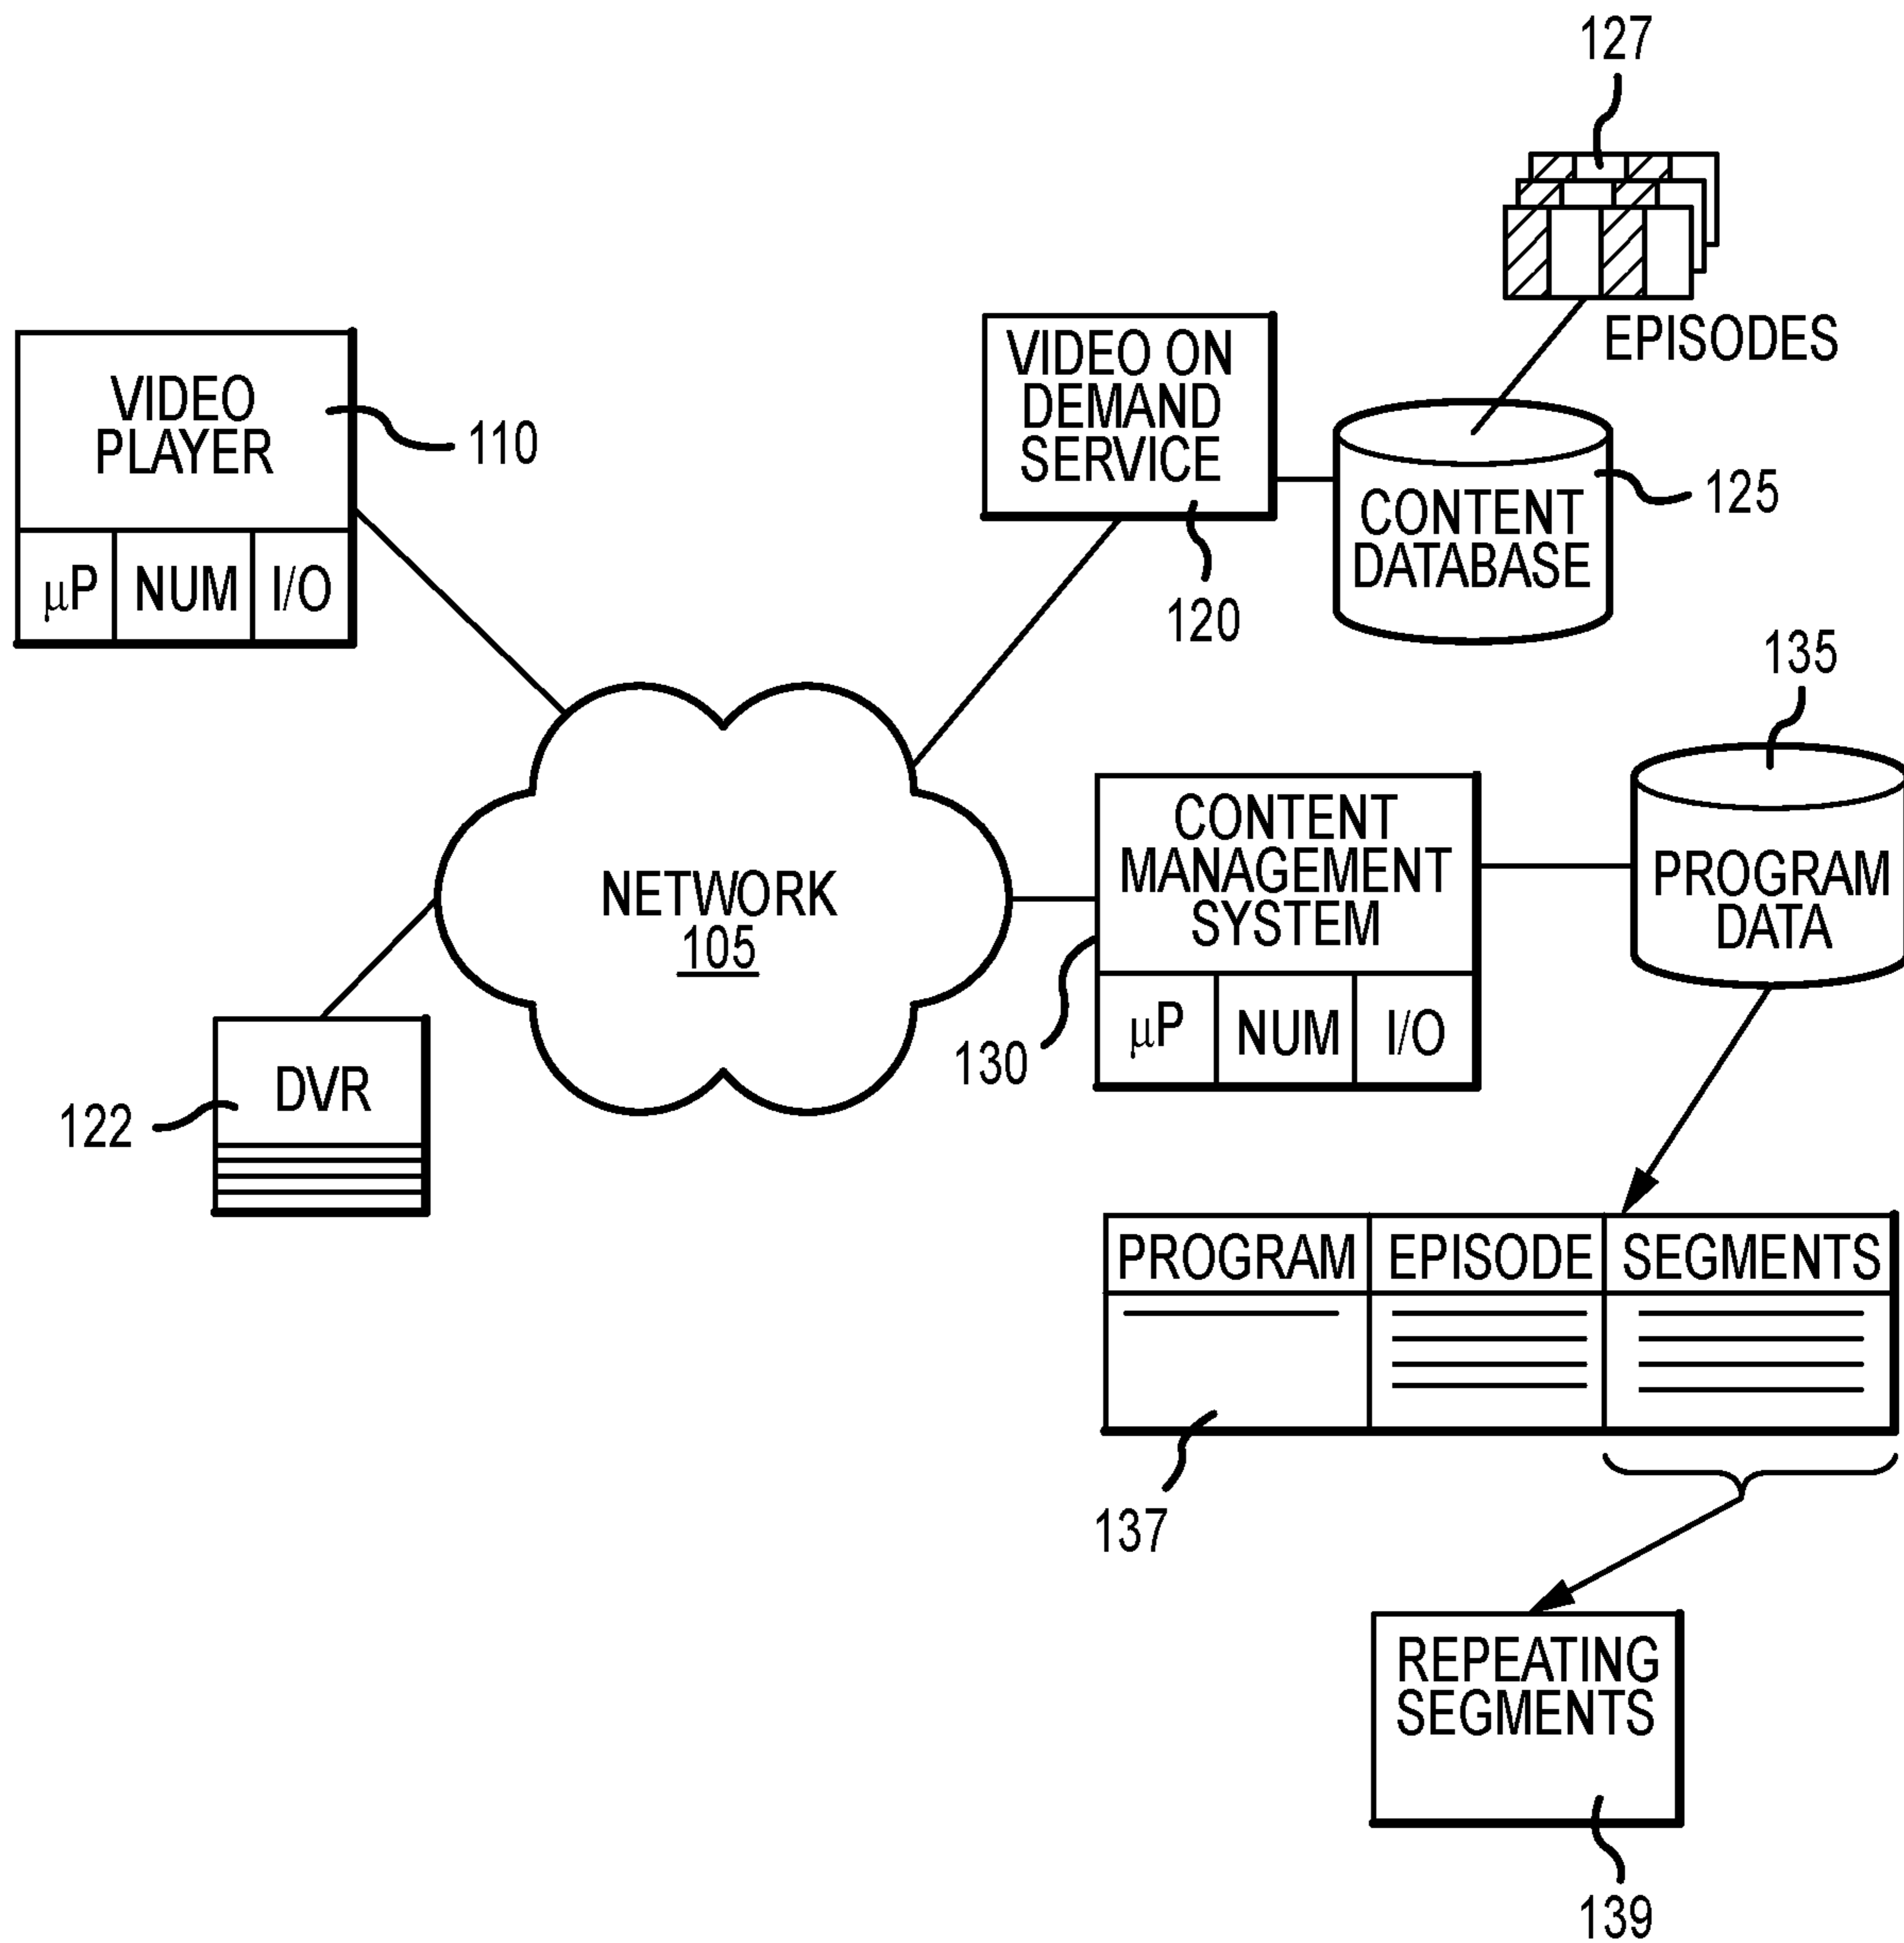 127
EPISODES
VIDEO
PLAYER
110
μP NUM I/O
VIDEO ON
DEMAND
SERVICE
120
CONTENT
DATABASE
125
135
PROGRAM
DATA
NETWORK
105
CONTENT
MANAGEMENT
SYSTEM
130
μP NUM I/O
DVR
122
PROGRAM EPISODE SEGMENTS
137
REPEATING
SEGMENTS
139